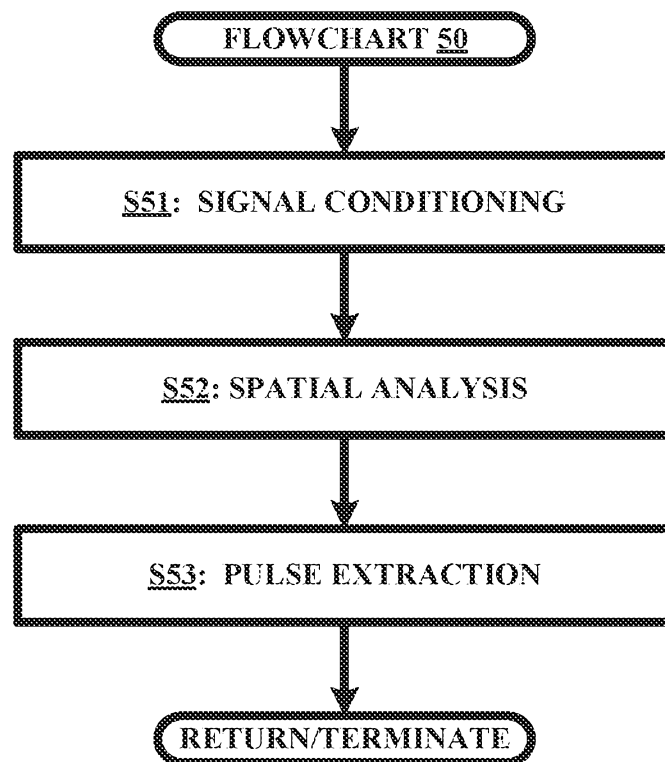 FLOWCHART 50
S51: SIGNAL CONDITIONING
S52: SPATIAL ANALYSIS
S53: PULSE EXTRACTION
RETURN/TERMINATE